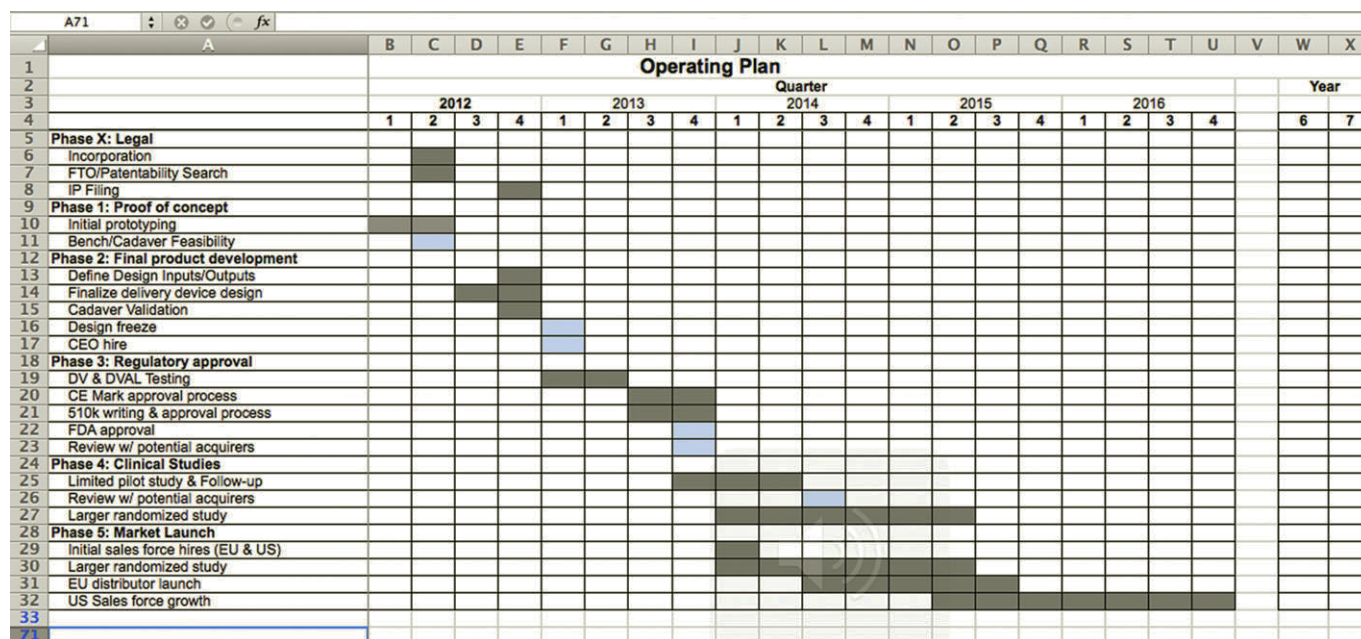 A71 fx
A B C D E F G H I J K L M N O P Q R S T U V W X
1 Operating Plan
2 Quarter Year
3 2012 2013 2014 2015 2016
4 1 2 3 4 1 2 3 4 1 2 3 4 1 2 3 4 1 2 3 4 6 7
5 Phase X: Legal
6 Incorporation
7 FTO/Patentability Search
8 IP Filing
9 Phase 1: Proof of concept
10 Initial prototyping
11 Bench/Cadaver Feasibility
12 Phase 2: Final product development
13 Define Design Inputs/Outputs
14 Finalize delivery device design
15 Cadaver Validation
16 Design freeze
17 CEO hire
18 Phase 3: Regulatory approval
19 DV & DVAL Testing
20 CE Mark approval process
21 510k writing & approval process
22 FDA approval
23 Review w/ potential acquirers
24 Phase 4: Clinical Studies
25 Limited pilot study & Follow-up
26 Review w/ potential acquirers
27 Larger randomized study
28 Phase 5: Market Launch
29 Initial sales force hires (EU & US)
30 Larger randomized study
31 EU distributor launch
32 US Sales force growth
33
71